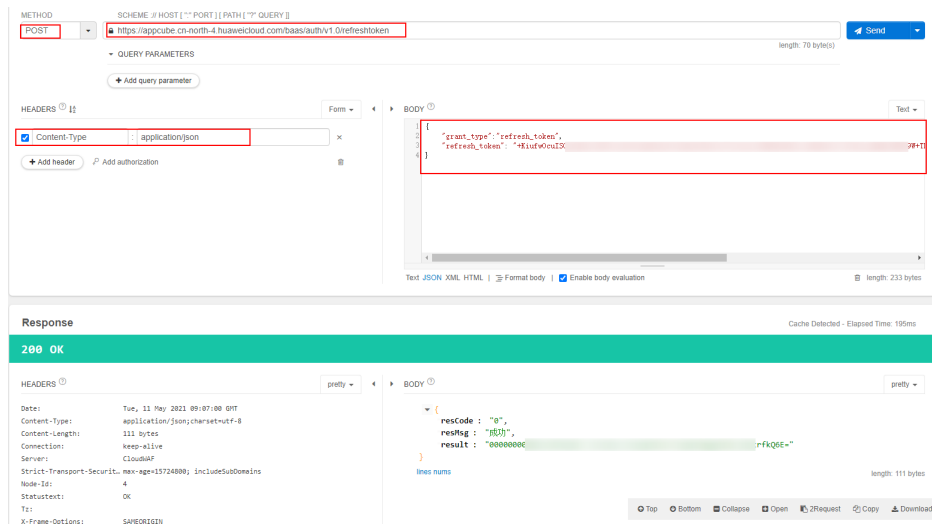 METHOD SCHEME :// HOST [ ":" PORT ] [ PATH [ "?" QUERY ]]
POST https://appcube.cn-north-4.huaweicloud.com/baas/auth/v1.0/refreshtoken Send
length: 70 byte(s)
QUERY PARAMETERS
+ Add query parameter
HEADERS Form BODY Text
Content-Type : application/json ×
+ Add header Add authorization
1 {
2 "grant_type":"refresh_token",
3 "refresh_token": "+KiufwOcuISO 9W+I
4 }
Text JSON XML HTML | Format body | Enable body evaluation length: 233 bytes
Response Cache Detected - Elapsed Time: 195ms
200 OK
HEADERS pretty BODY pretty
Date: Tue, 11 May 2021 09:07:00 GMT
Content-Type: application/json;charset=utf-8
Content-Length: 111 bytes
Connection: keep-alive
Server: CloudWAF
Strict-Transport-Securit… max-age=15724800; includeSubDomains
Node-Id: 4
Statustext: OK
Tz:
X-Frame-Options: SAMEORIGIN
{
resCode : "0",
resMsg : "成功",
result : "00000000 rfkQ6E="
}
lines nums length: 111 bytes
Top Bottom Collapse Open 2Request Copy Download